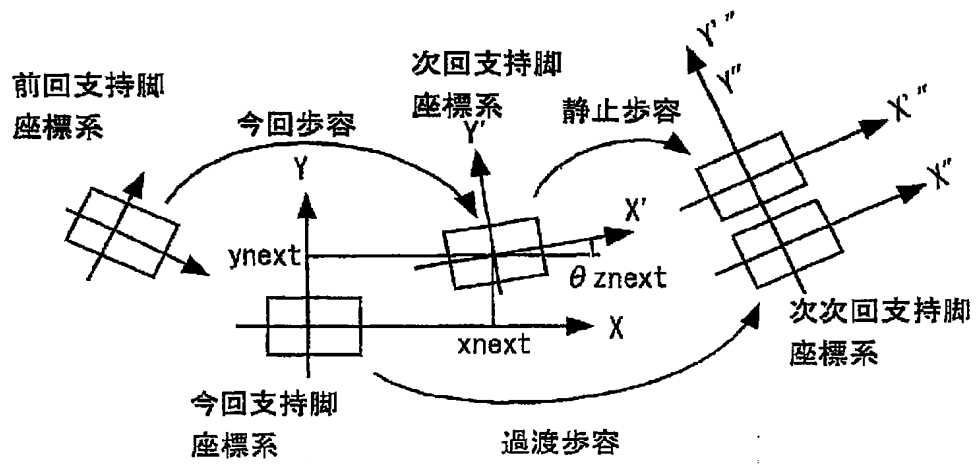 前回支持脚
座標系
今回歩容
次回支持脚
座標系
静止歩容
Y'''
Y''
X'''
X''
Y'
Y
X'
ynext
θznext
xnext
X
今回支持脚
座標系
過渡歩容
次次回支持脚
座標系